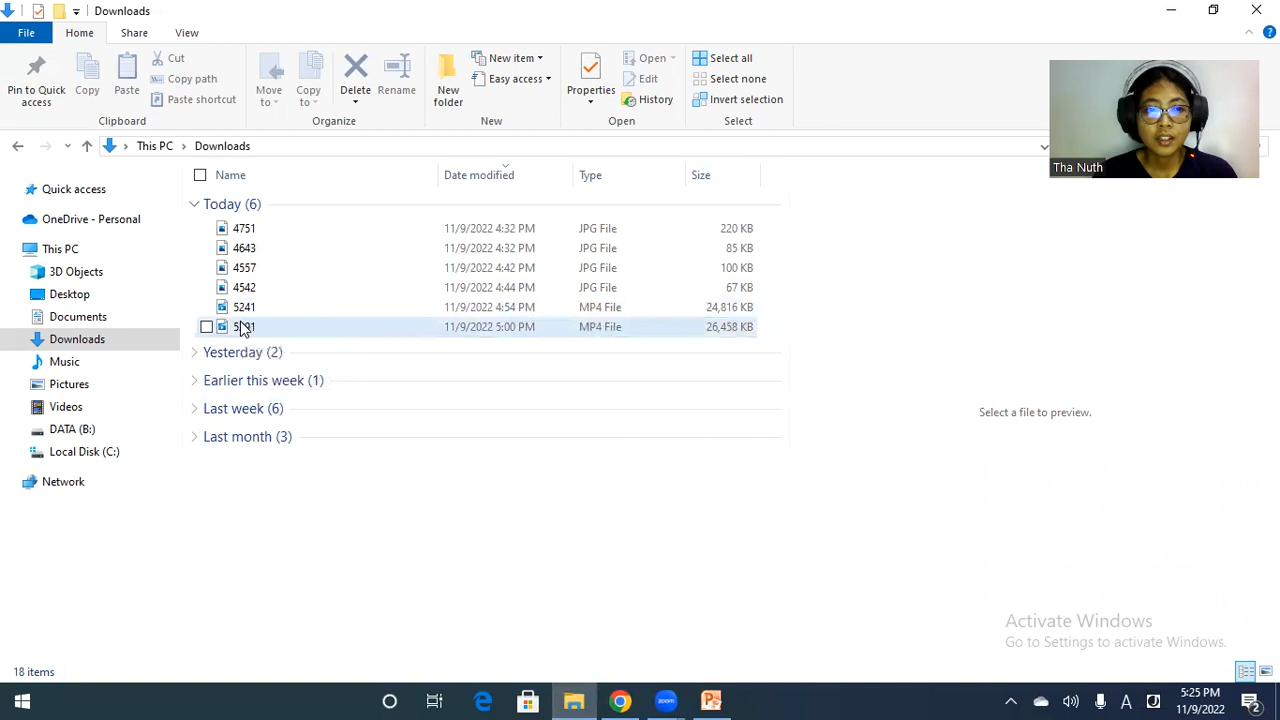 Downloads
File Home Share View
Pin to Quick access
Copy
Paste
Cut
Copy path
Paste shortcut
Clipboard
Move to
Copy to
Delete
Rename
Organize
New folder
New item
Easy access
New
Properties
Open
Edit
History
Open
Select all
Select none
Invert selection
Select
Tha Nuth
This PC Downloads
Quick access
OneDrive - Personal
This PC
3D Objects
Desktop
Documents
Downloads
Music
Pictures
Videos
DATA (B:)
Local Disk (C:)
Network
Name Date modified Type Size
Today (6)
4751 11/9/2022 4:32 PM JPG File 220 KB
4643 11/9/2022 4:32 PM JPG File 85 KB
4557 11/9/2022 4:42 PM JPG File 100 KB
4542 11/9/2022 4:44 PM JPG File 67 KB
5241 11/9/2022 4:54 PM MP4 File 24,816 KB
11/9/2022 5:00 PM MP4 File 26,458 KB
Yesterday (2)
Earlier this week (1)
Last week (6)
Last month (3)
Select a file to preview.
Activate Windows
Go to Settings to activate Windows.
18 items
zoom
A
5:25 PM
11/9/2022
2